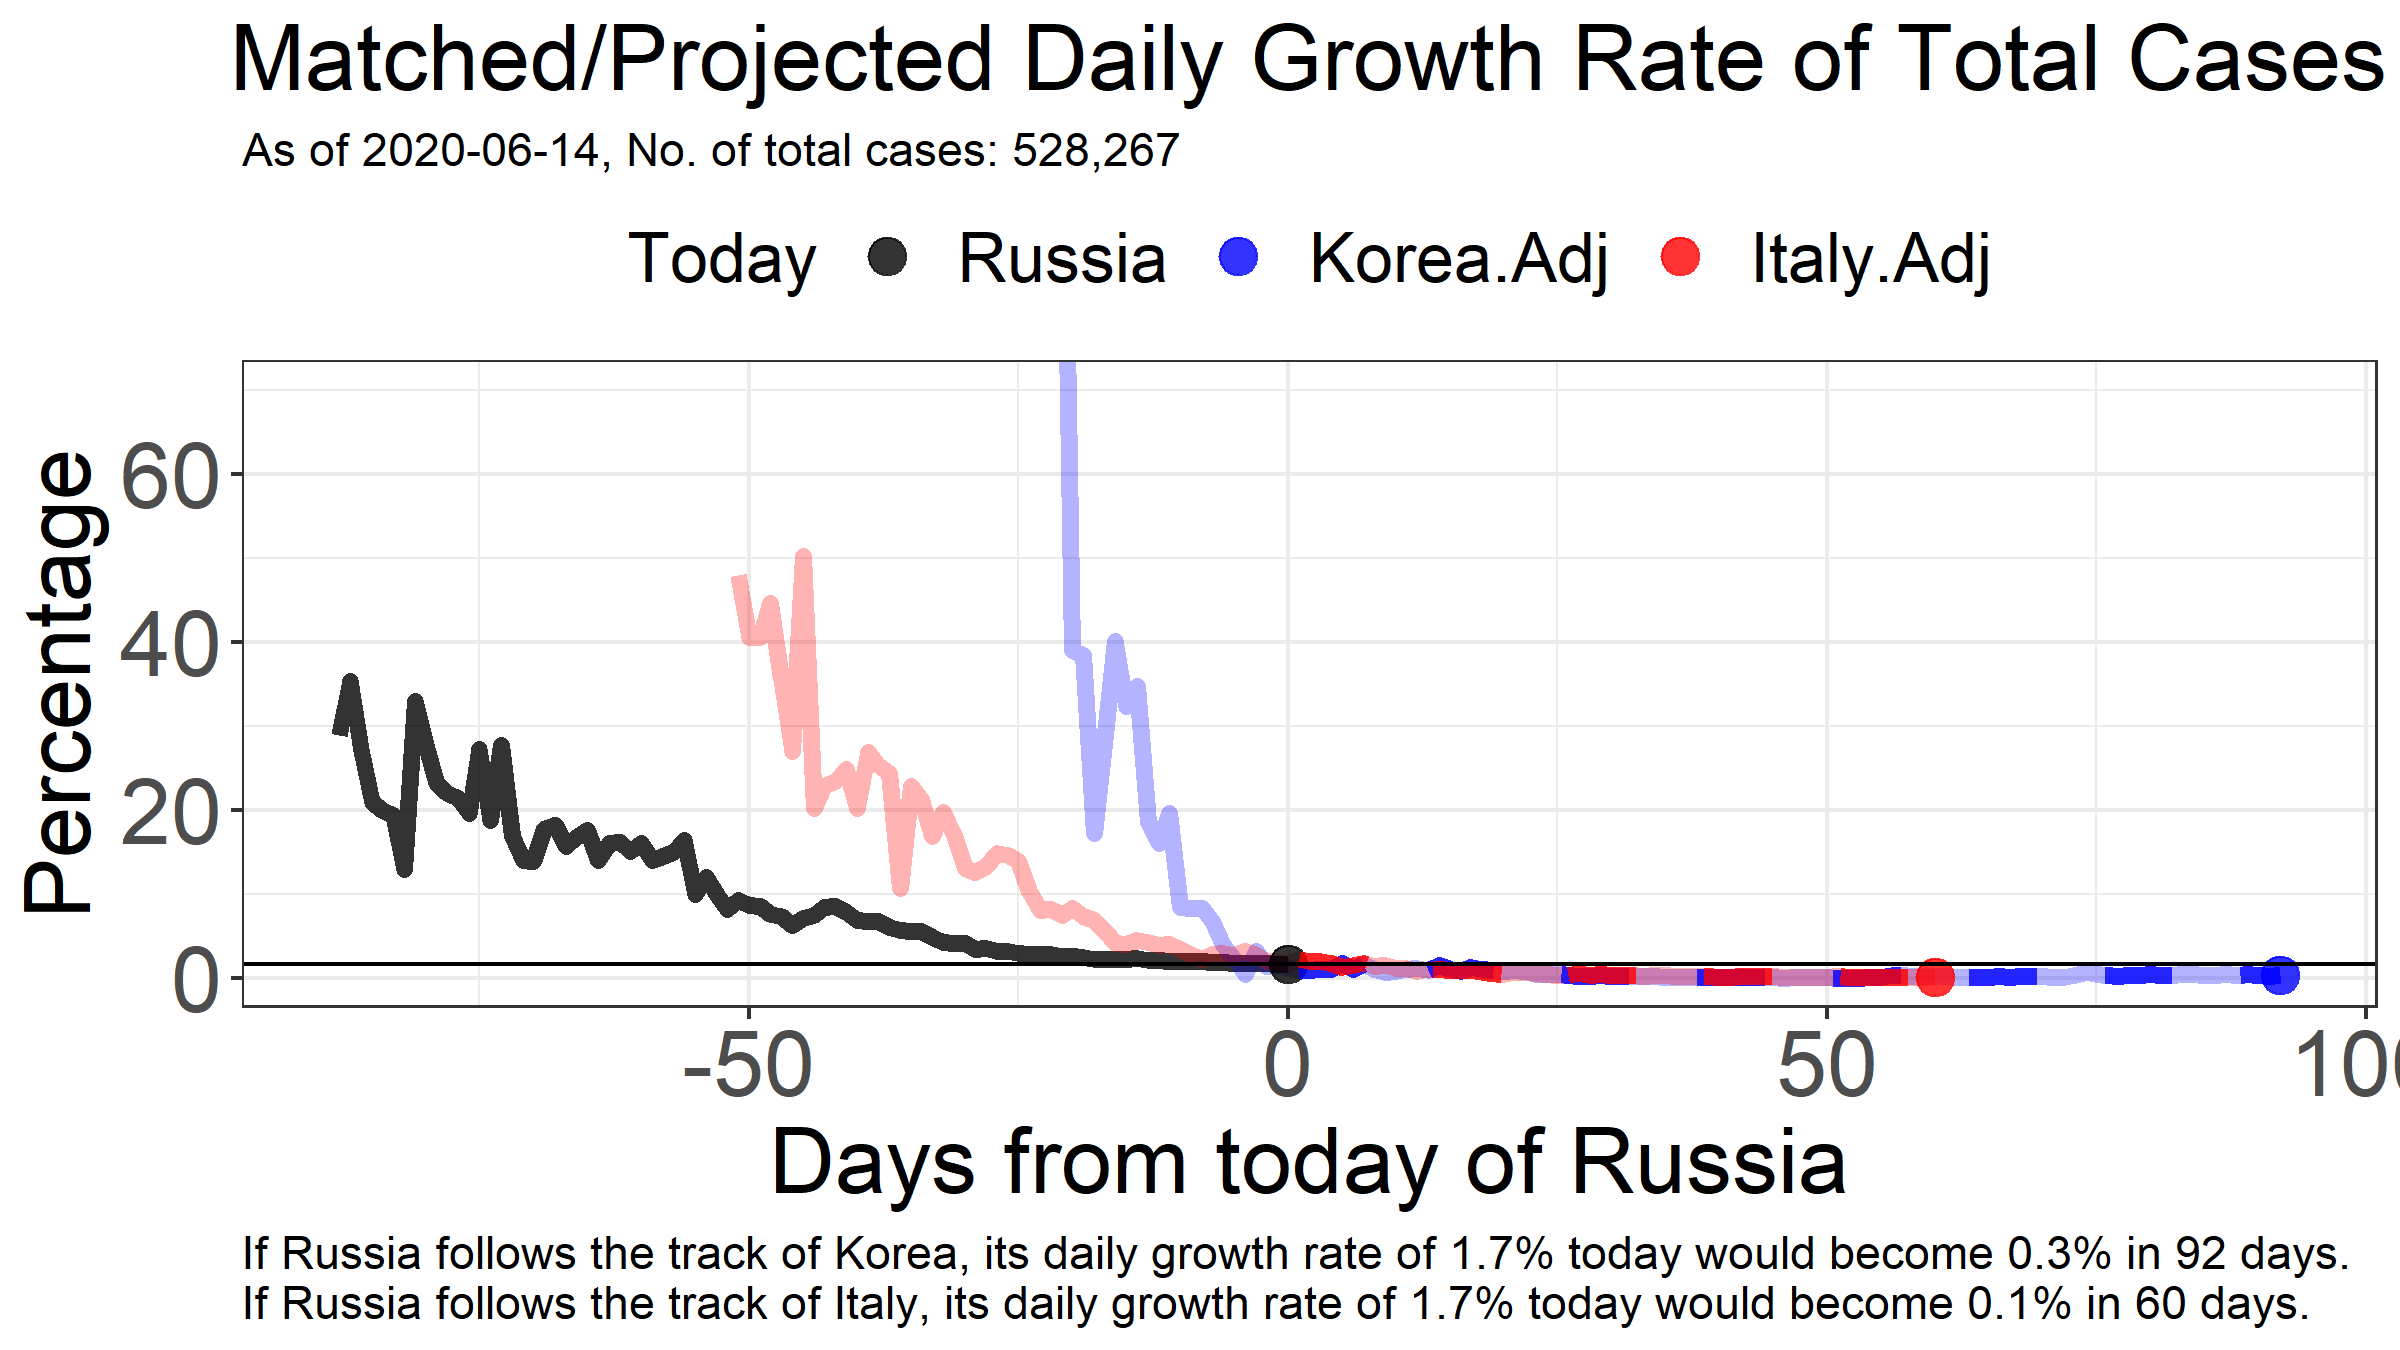 Matched/Projected Daily Growth Rate of Total Cases
As of 2020-06-14, No. of total cases: 528,267
Today Russia Korea.Adj Italy.Adj
Percentage
60
40
20
0
-50 0 50 100
Days from today of Russia
If Russia follows the track of Korea, its daily growth rate of 1.7% today would become 0.3% in 92 days.
If Russia follows the track of Italy, its daily growth rate of 1.7% today would become 0.1% in 60 days.